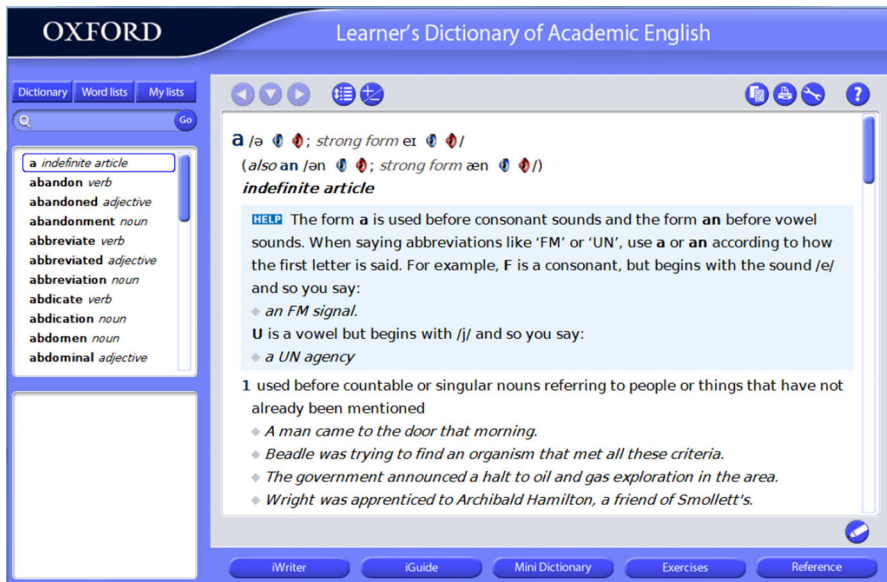 OXFORD
Learner's Dictionary of Academic English
Dictionary
Word lists
My lists
Go
a indefinite article
abandon verb
abandoned adjective
abandonment noun
abbreviate verb
abbreviated adjective
abbreviation noun
abdicate verb
abdication noun
abdomen noun
abdominal adjective
?
a /ə ; strong form eɪ /
(also an /ən ; strong form æn /)
indefinite article
HELP The form a is used before consonant sounds and the form an before vowel
sounds. When saying abbreviations like ‘FM’ or ‘UN’, use a or an according to how
the first letter is said. For example, F is a consonant, but begins with the sound /e/
and so you say:
an FM signal.
U is a vowel but begins with /j/ and so you say:
a UN agency
1 used before countable or singular nouns referring to people or things that have not
already been mentioned
A man came to the door that morning.
Beadle was trying to find an organism that met all these criteria.
The government announced a halt to oil and gas exploration in the area.
Wright was apprenticed to Archibald Hamilton, a friend of Smollett's.
iWriter
iGuide
Mini Dictionary
Exercises
Reference